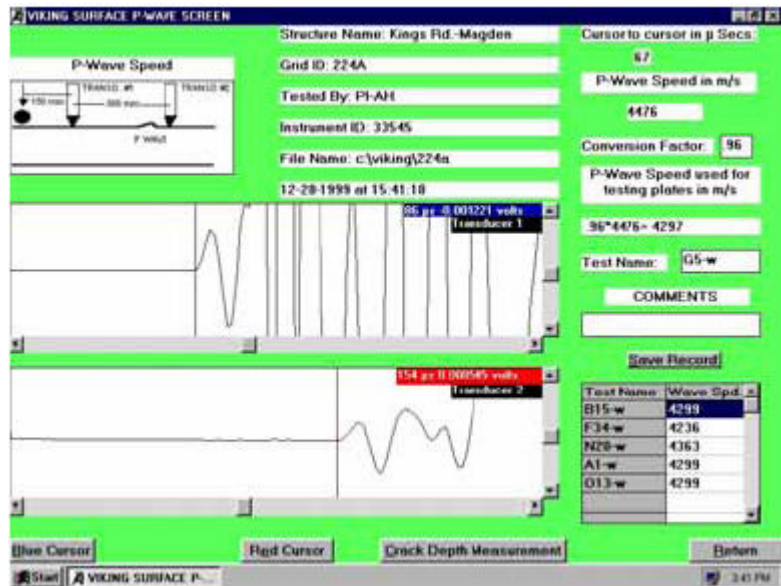 VIKING SURFACE P-WAVE SCREEN
Structure Name: Kings Rd.-Magden
Grid ID: 224A
Tested By: PI-AH
Instrument ID: 33545
File Name: c:\viking\224a
12-28-1999 at 15:41:18
P-Wave Speed
TRANSD. #1
TRANSD. #2
150 mm
300 mm
P WAVE
Cursor to cursor in µ Secs:
67
P-Wave Speed in m/s
4476
Conversion Factor: 96
P-Wave Speed used for
testing plates in m/s
.96*4476= 4297
Test Name: G5-w
COMMENTS
Save Record
86 µs -0.001221 volts
Transducer 1
154 µs 0.008545 volts
Transducer 2
Test Name Wave Spd.
B15-w 4299
F34-w 4236
N28-w 4363
A1-w 4299
O13-w 4299
Blue Cursor
Red Cursor
Crack Depth Measurement
Return
Start
VIKING SURFACE P-...
3:41 PM